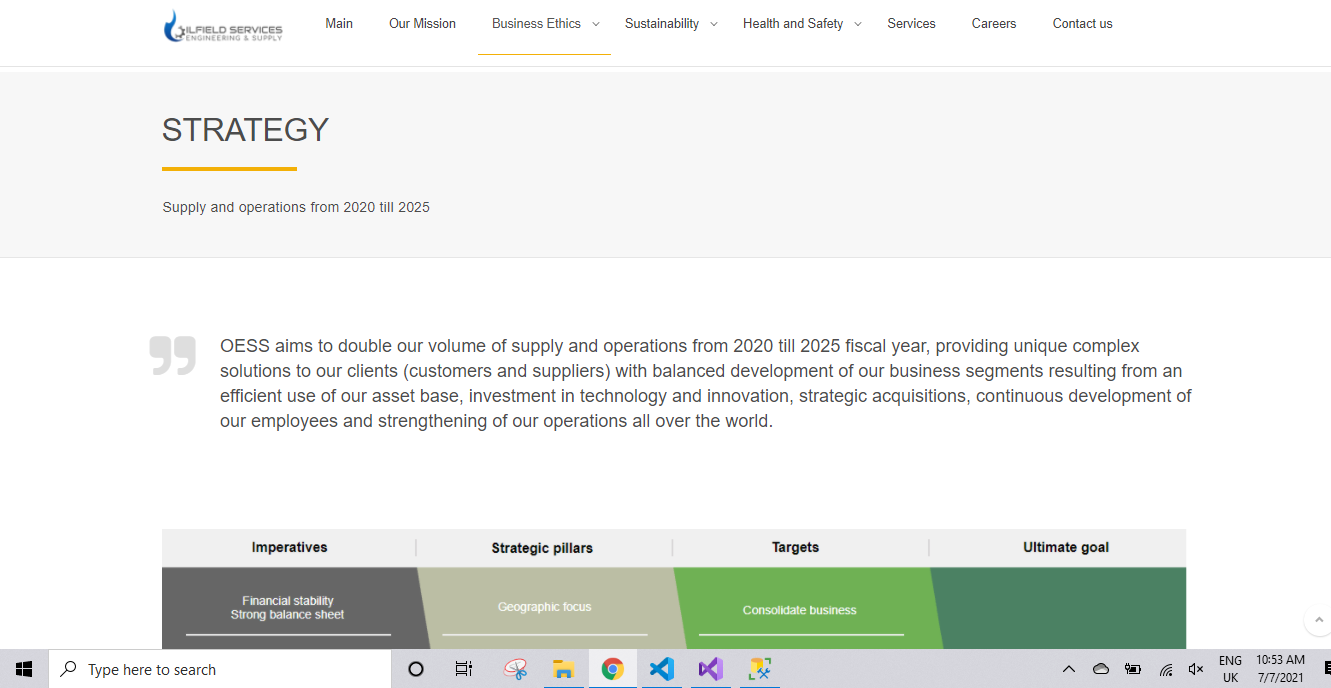 ILFIELD SERVICES
ENGINEERING & SUPPLY
Main Our Mission Business Ethics Sustainability Health and Safety Services Careers Contact us
STRATEGY
Supply and operations from 2020 till 2025
OESS aims to double our volume of supply and operations from 2020 till 2025 fiscal year, providing unique complex
solutions to our clients (customers and suppliers) with balanced development of our business segments resulting from an
efficient use of our asset base, investment in technology and innovation, strategic acquisitions, continuous development of
our employees and strengthening of our operations all over the world.
Imperatives Strategic pillars Targets Ultimate goal
Financial stability
Strong balance sheet
Geographic focus
Consolidate business
Type here to search
ENG
UK
10:53 AM
7/7/2021